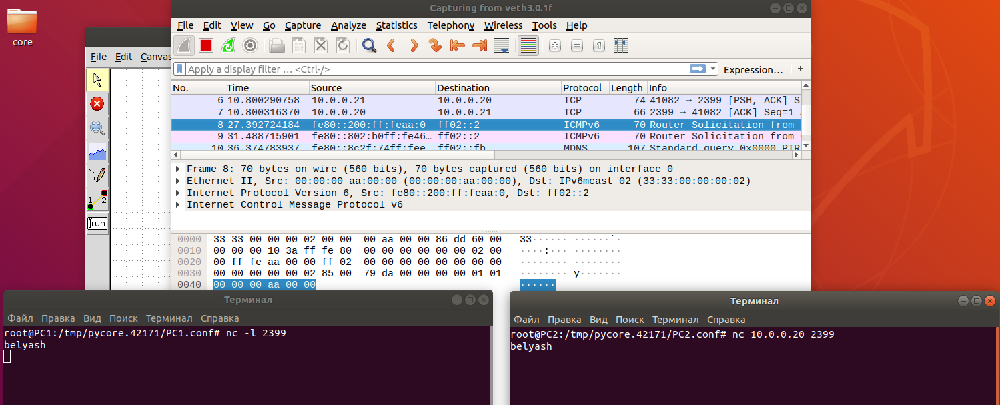 Capturing from veth3.0.1f
core
File Edit View Go Capture Analyze Statistics Telephony Wireless Tools Help
File Edit Canvas
Apply a display filter … <Ctrl-/> Expression… +
No. Time Source Destination Protocol Length Info
6 10.800290758 10.0.0.21 10.0.0.20 TCP 74 41082 → 2399 [PSH, ACK]
7 10.800316370 10.0.0.20 10.0.0.21 TCP 66 2399 → 41082 [ACK] Seq=1
8 27.392724184 fe80::200:ff:feaa:0 ff02::2 ICMPv6 70 Router Solicitation from
9 31.488715901 fe80::802:b0ff:fe46… ff02::2 ICMPv6 70 Router Solicitation from
10 36.374783937 fe80::8c2f:74ff:fee ff02::fb MDNS 107 Standard query 0x0000 PTR
Frame 8: 70 bytes on wire (560 bits), 70 bytes captured (560 bits) on interface 0
Ethernet II, Src: 00:00:00_aa:00:00 (00:00:00:aa:00:00), Dst: IPv6mcast_02 (33:33:00:00:00:02)
Internet Protocol Version 6, Src: fe80::200:ff:feaa:0, Dst: ff02::2
Internet Control Message Protocol v6
1 2
run
0000 33 33 00 00 00 02 00 00 00 aa 00 00 86 dd 60 00 33······ ······`·
0010 00 00 00 10 3a ff fe 80 00 00 00 00 00 00 02 00 ····:··· ········
0020 00 ff fe aa 00 00 ff 02 00 00 00 00 00 00 00 00 ········ ········
0030 00 00 00 00 00 02 85 00 79 da 00 00 00 00 01 01 ········ y·······
0040 00 00 00 aa 00 00 ······
Терминал
Файл Правка Вид Поиск Терминал Справка
root@PC1:/tmp/pycore.42171/PC1.conf# nc -l 2399
belyash
Терминал
Файл Правка Вид Поиск Терминал Справка
root@PC2:/tmp/pycore.42171/PC2.conf# nc 10.0.0.20 2399
belyash